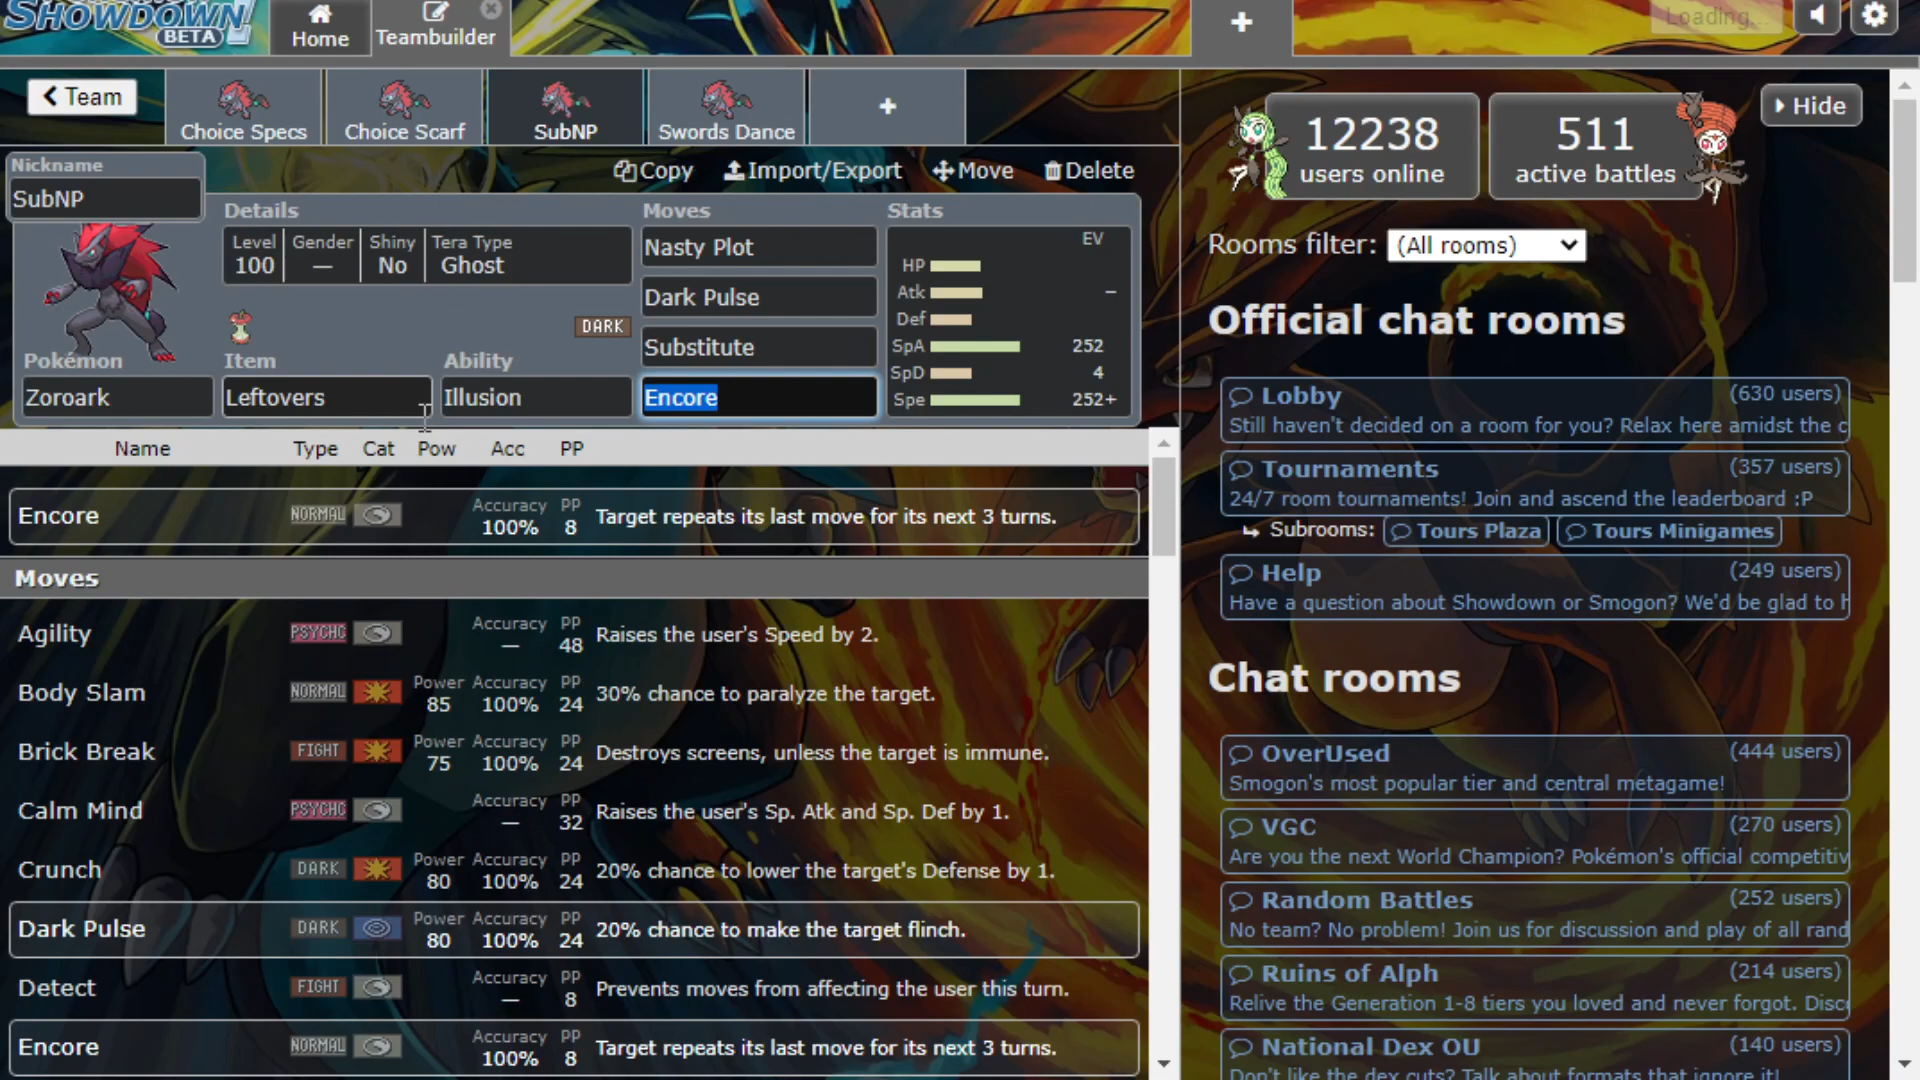 SHOWDOWN
BETA
Home
Teambuilder
Loading...
Team
Choice Specs
Choice Scarf
SubNP
Swords Dance
Nickname
SubNP
Copy
Import/Export
Move
Delete
Details
Level
100
Gender
—
Shiny
No
Tera Type
Ghost
DARK
Pokémon
Zoroark
Item
Leftovers
Ability
Illusion
Moves
Nasty Plot
Dark Pulse
Substitute
Encore
Stats
EV
HP
Atk –
Def
SpA 252
SpD 4
Spe 252+
Name Type Cat Pow Acc PP
Encore NORMAL Accuracy 100% PP 8 Target repeats its last move for its next 3 turns.
Moves
Agility PSYCHC Accuracy — PP 48 Raises the user's Speed by 2.
Body Slam NORMAL Power 85 Accuracy 100% PP 24 30% chance to paralyze the target.
Brick Break FIGHT Power 75 Accuracy 100% PP 24 Destroys screens, unless the target is immune.
Calm Mind PSYCHC Accuracy — PP 32 Raises the user's Sp. Atk and Sp. Def by 1.
Crunch DARK Power 80 Accuracy 100% PP 24 20% chance to lower the target's Defense by 1.
Dark Pulse DARK Power 80 Accuracy 100% PP 24 20% chance to make the target flinch.
Detect FIGHT Accuracy — PP 8 Prevents moves from affecting the user this turn.
Encore NORMAL Accuracy 100% PP 8 Target repeats its last move for its next 3 turns.
12238
users online
511
active battles
Hide
Rooms filter: (All rooms)
Official chat rooms
Lobby (630 users)
Still haven't decided on a room for you? Relax here amidst the c
Tournaments (357 users)
24/7 room tournaments! Join and ascend the leaderboard :P
Subrooms: Tours Plaza Tours Minigames
Help (249 users)
Have a question about Showdown or Smogon? We'd be glad to h
Chat rooms
OverUsed (444 users)
Smogon's most popular tier and central metagame!
VGC (270 users)
Are you the next World Champion? Pokémon's official competitiv
Random Battles (252 users)
No team? No problem! Join us for discussion and play of all rand
Ruins of Alph (214 users)
Relive the Generation 1-8 tiers you loved and never forgot. Disc
National Dex OU (140 users)
Don't like the dex cuts? Talk about formats that ignore it!